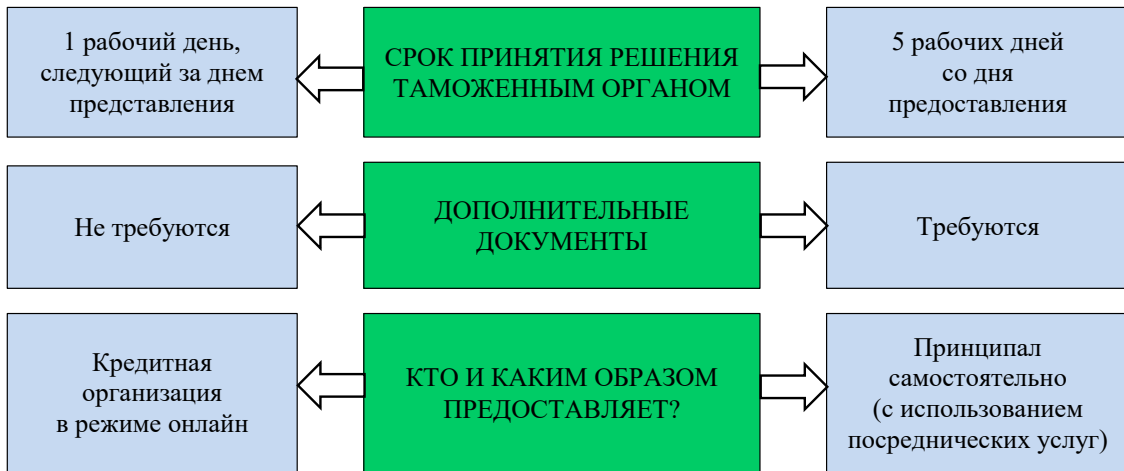 1 рабочий день,
следующий за днем
представления
СРОК ПРИНЯТИЯ РЕШЕНИЯ
ТАМОЖЕННЫМ ОРГАНОМ
5 рабочих дней
со дня
предоставления
Не требуются
ДОПОЛНИТЕЛЬНЫЕ
ДОКУМЕНТЫ
Требуются
Кредитная
организация
в режиме онлайн
КТО И КАКИМ ОБРАЗОМ
ПРЕДОСТАВЛЯЕТ?
Принципал
самостоятельно
(с использованием
посреднических услуг)